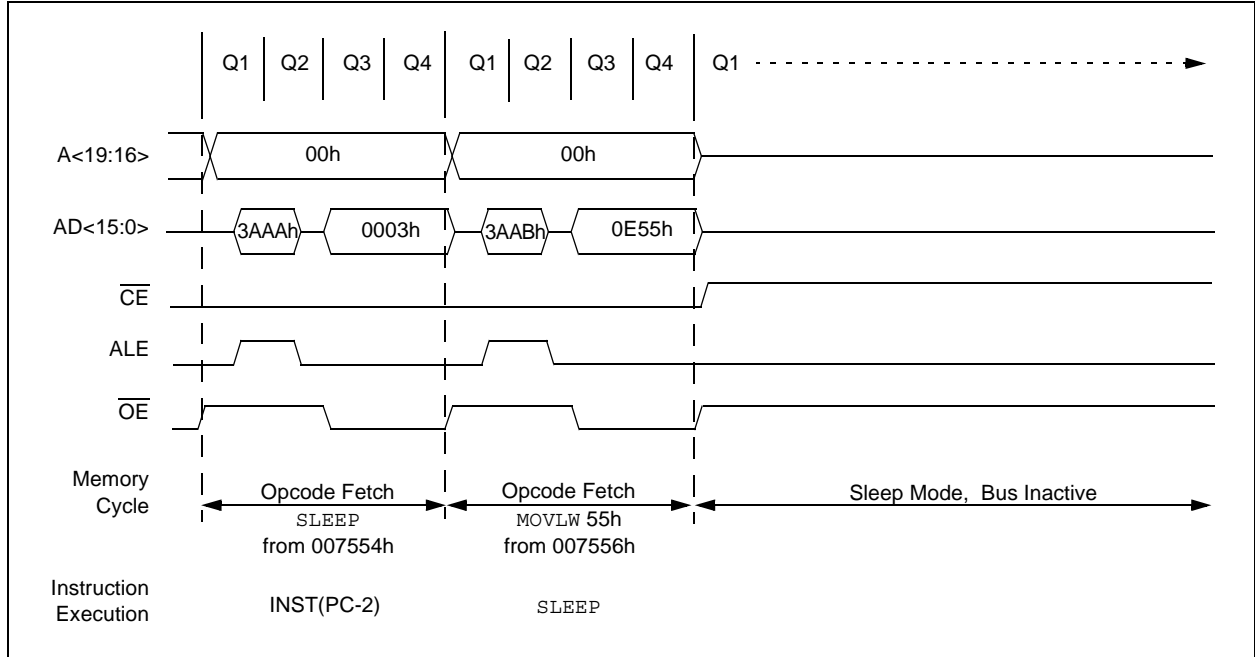 Q1 Q2 Q3 Q4 Q1 Q2 Q3 Q4 Q1
A<19:16> 00h 00h
AD<15:0> 3AAAh 0003h 3AABh 0E55h
CE
ALE
OE
Memory
Cycle
Opcode Fetch
SLEEP
from 007554h
Opcode Fetch
MOVLW 55h
from 007556h
Sleep Mode, Bus Inactive
Instruction
Execution
INST(PC-2) SLEEP